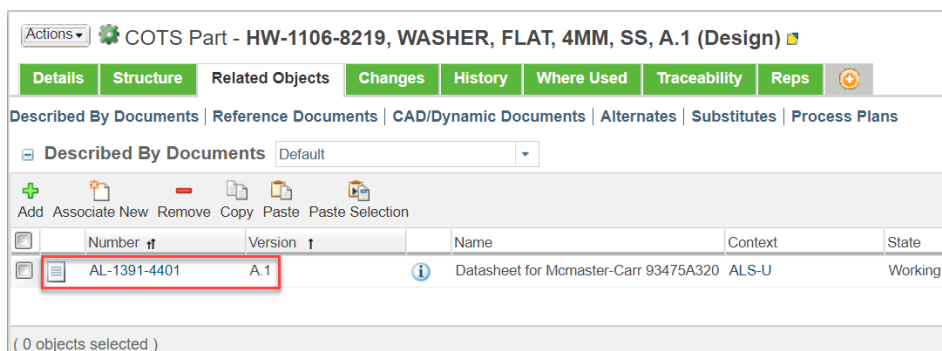 Actions COTS Part - HW-1106-8219, WASHER, FLAT, 4MM, SS, A.1 (Design)
Details Structure Related Objects Changes History Where Used Traceability Reps
Described By Documents | Reference Documents | CAD/Dynamic Documents | Alternates | Substitutes | Process Plans
Described By Documents Default
Add Associate New Remove Copy Paste Paste Selection
Number Version Name Context State
AL-1391-4401 A.1 Datasheet for Mcmaster-Carr 93475A320 ALS-U Working
( 0 objects selected )